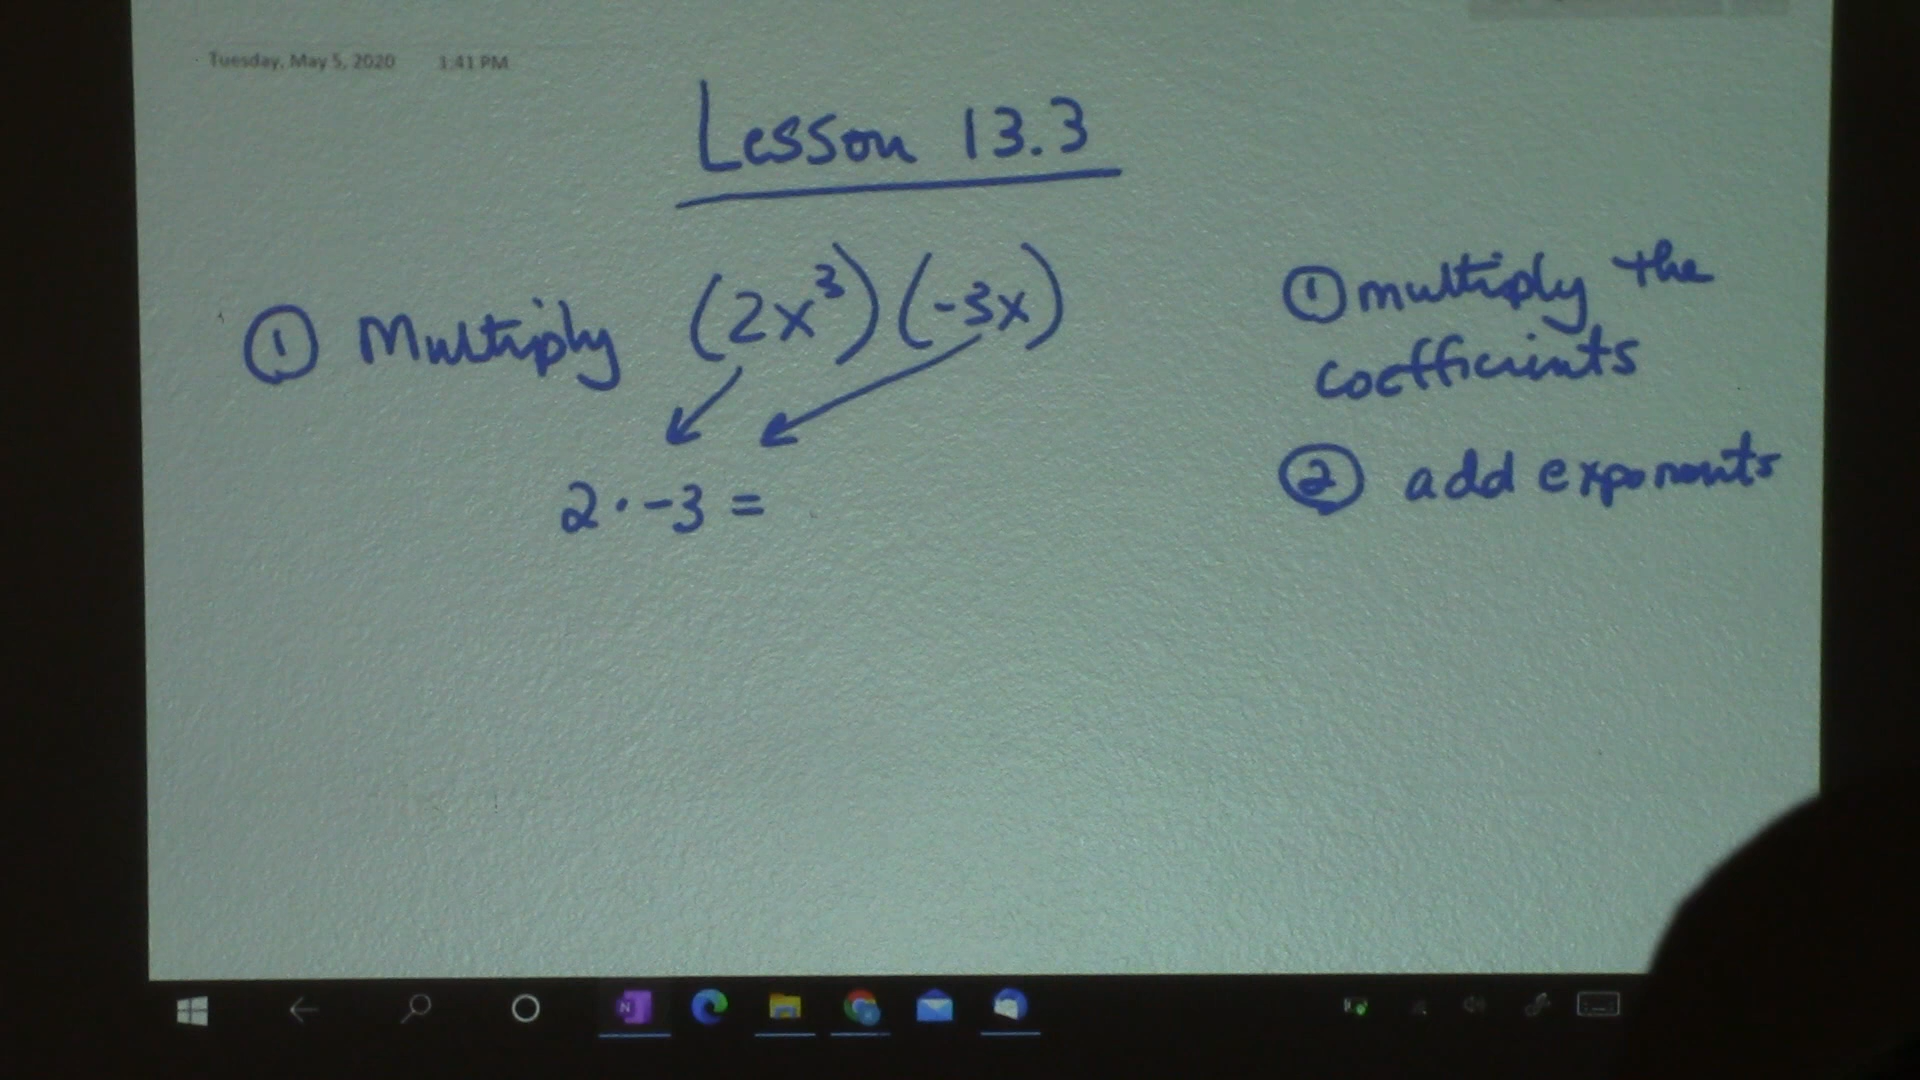 Tuesday, May 5, 2020 1:41 PM
Lesson 13.3
① Multiply (2x³)(-3x)
2 · -3 =
① multiply the
coefficients
② add exponents